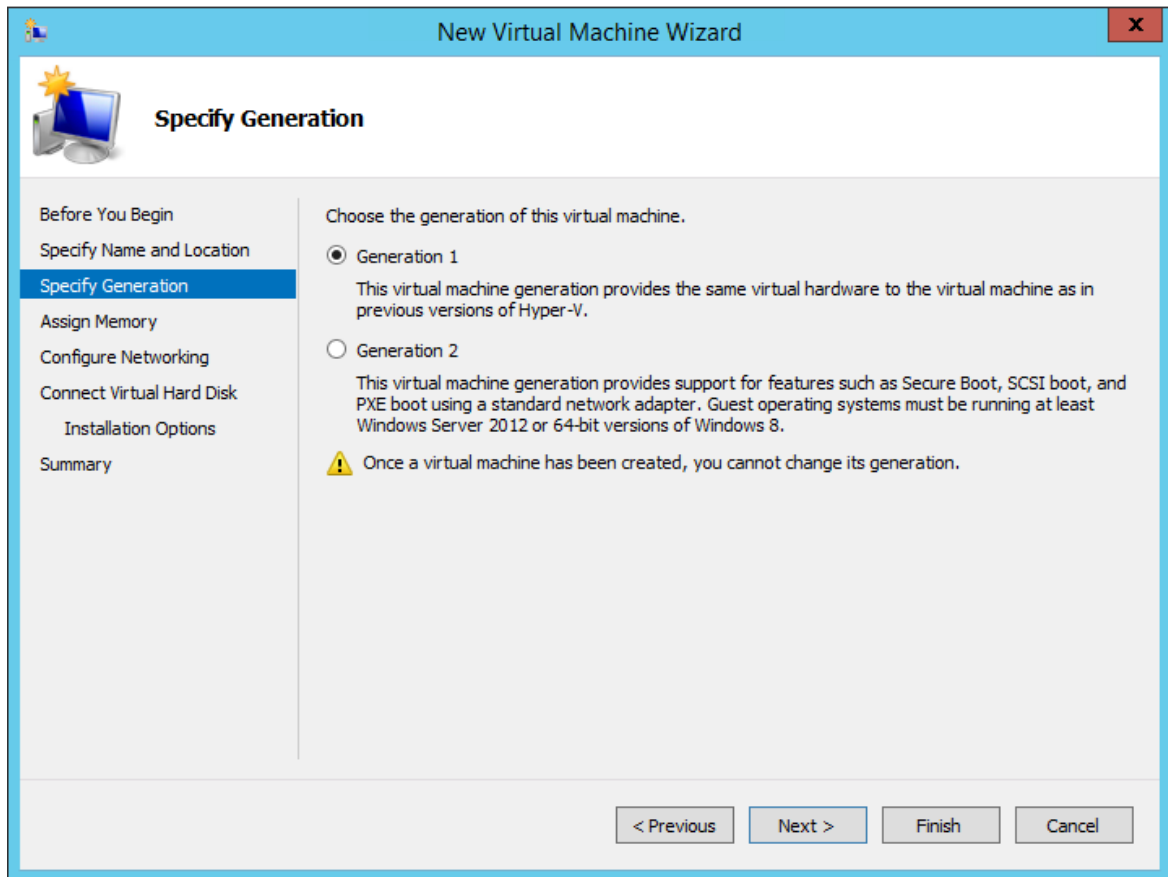 New Virtual Machine Wizard
x
Specify Generation
Before You Begin
Specify Name and Location
Specify Generation
Assign Memory
Configure Networking
Connect Virtual Hard Disk
Installation Options
Summary
Choose the generation of this virtual machine.
Generation 1
This virtual machine generation provides the same virtual hardware to the virtual machine as in
previous versions of Hyper-V.
Generation 2
This virtual machine generation provides support for features such as Secure Boot, SCSI boot, and
PXE boot using a standard network adapter. Guest operating systems must be running at least
Windows Server 2012 or 64-bit versions of Windows 8.
Once a virtual machine has been created, you cannot change its generation.
< Previous
Next >
Finish
Cancel